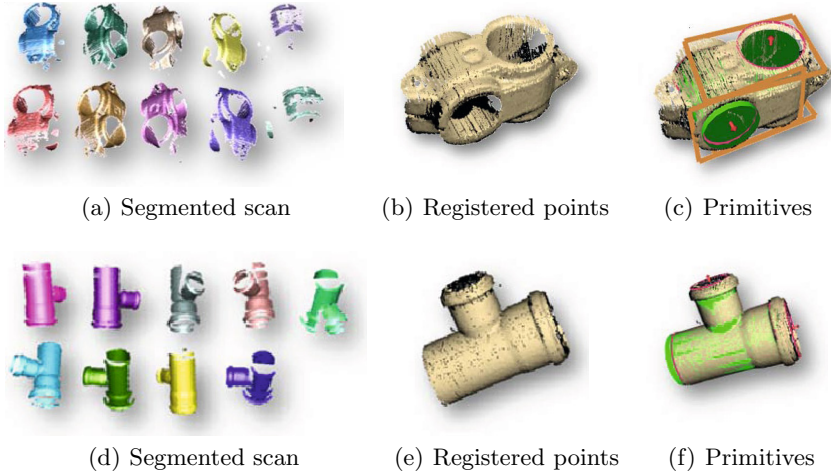 (a) Segmented scan
(b) Registered points
(c) Primitives
(d) Segmented scan
(e) Registered points
(f) Primitives